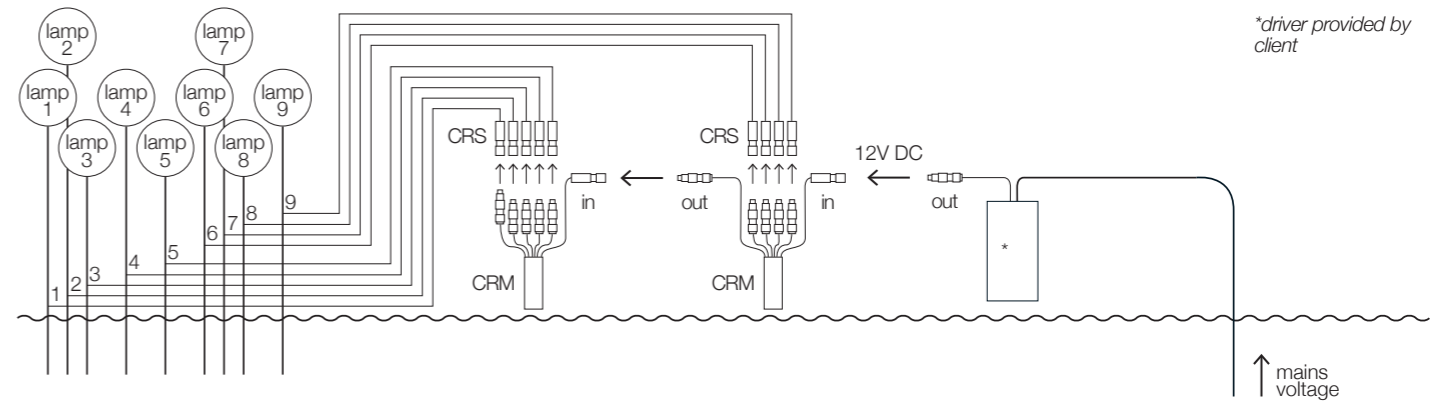 lamp
2
lamp
7
*driver provided by
client
lamp
1
lamp
4
lamp
6
lamp
9
lamp
3
lamp
5
lamp
8
CRS
CRS
12V DC
in
out
in
out
9
8
7
6
5
4
3
2
1
*
CRM
CRM
mains
voltage